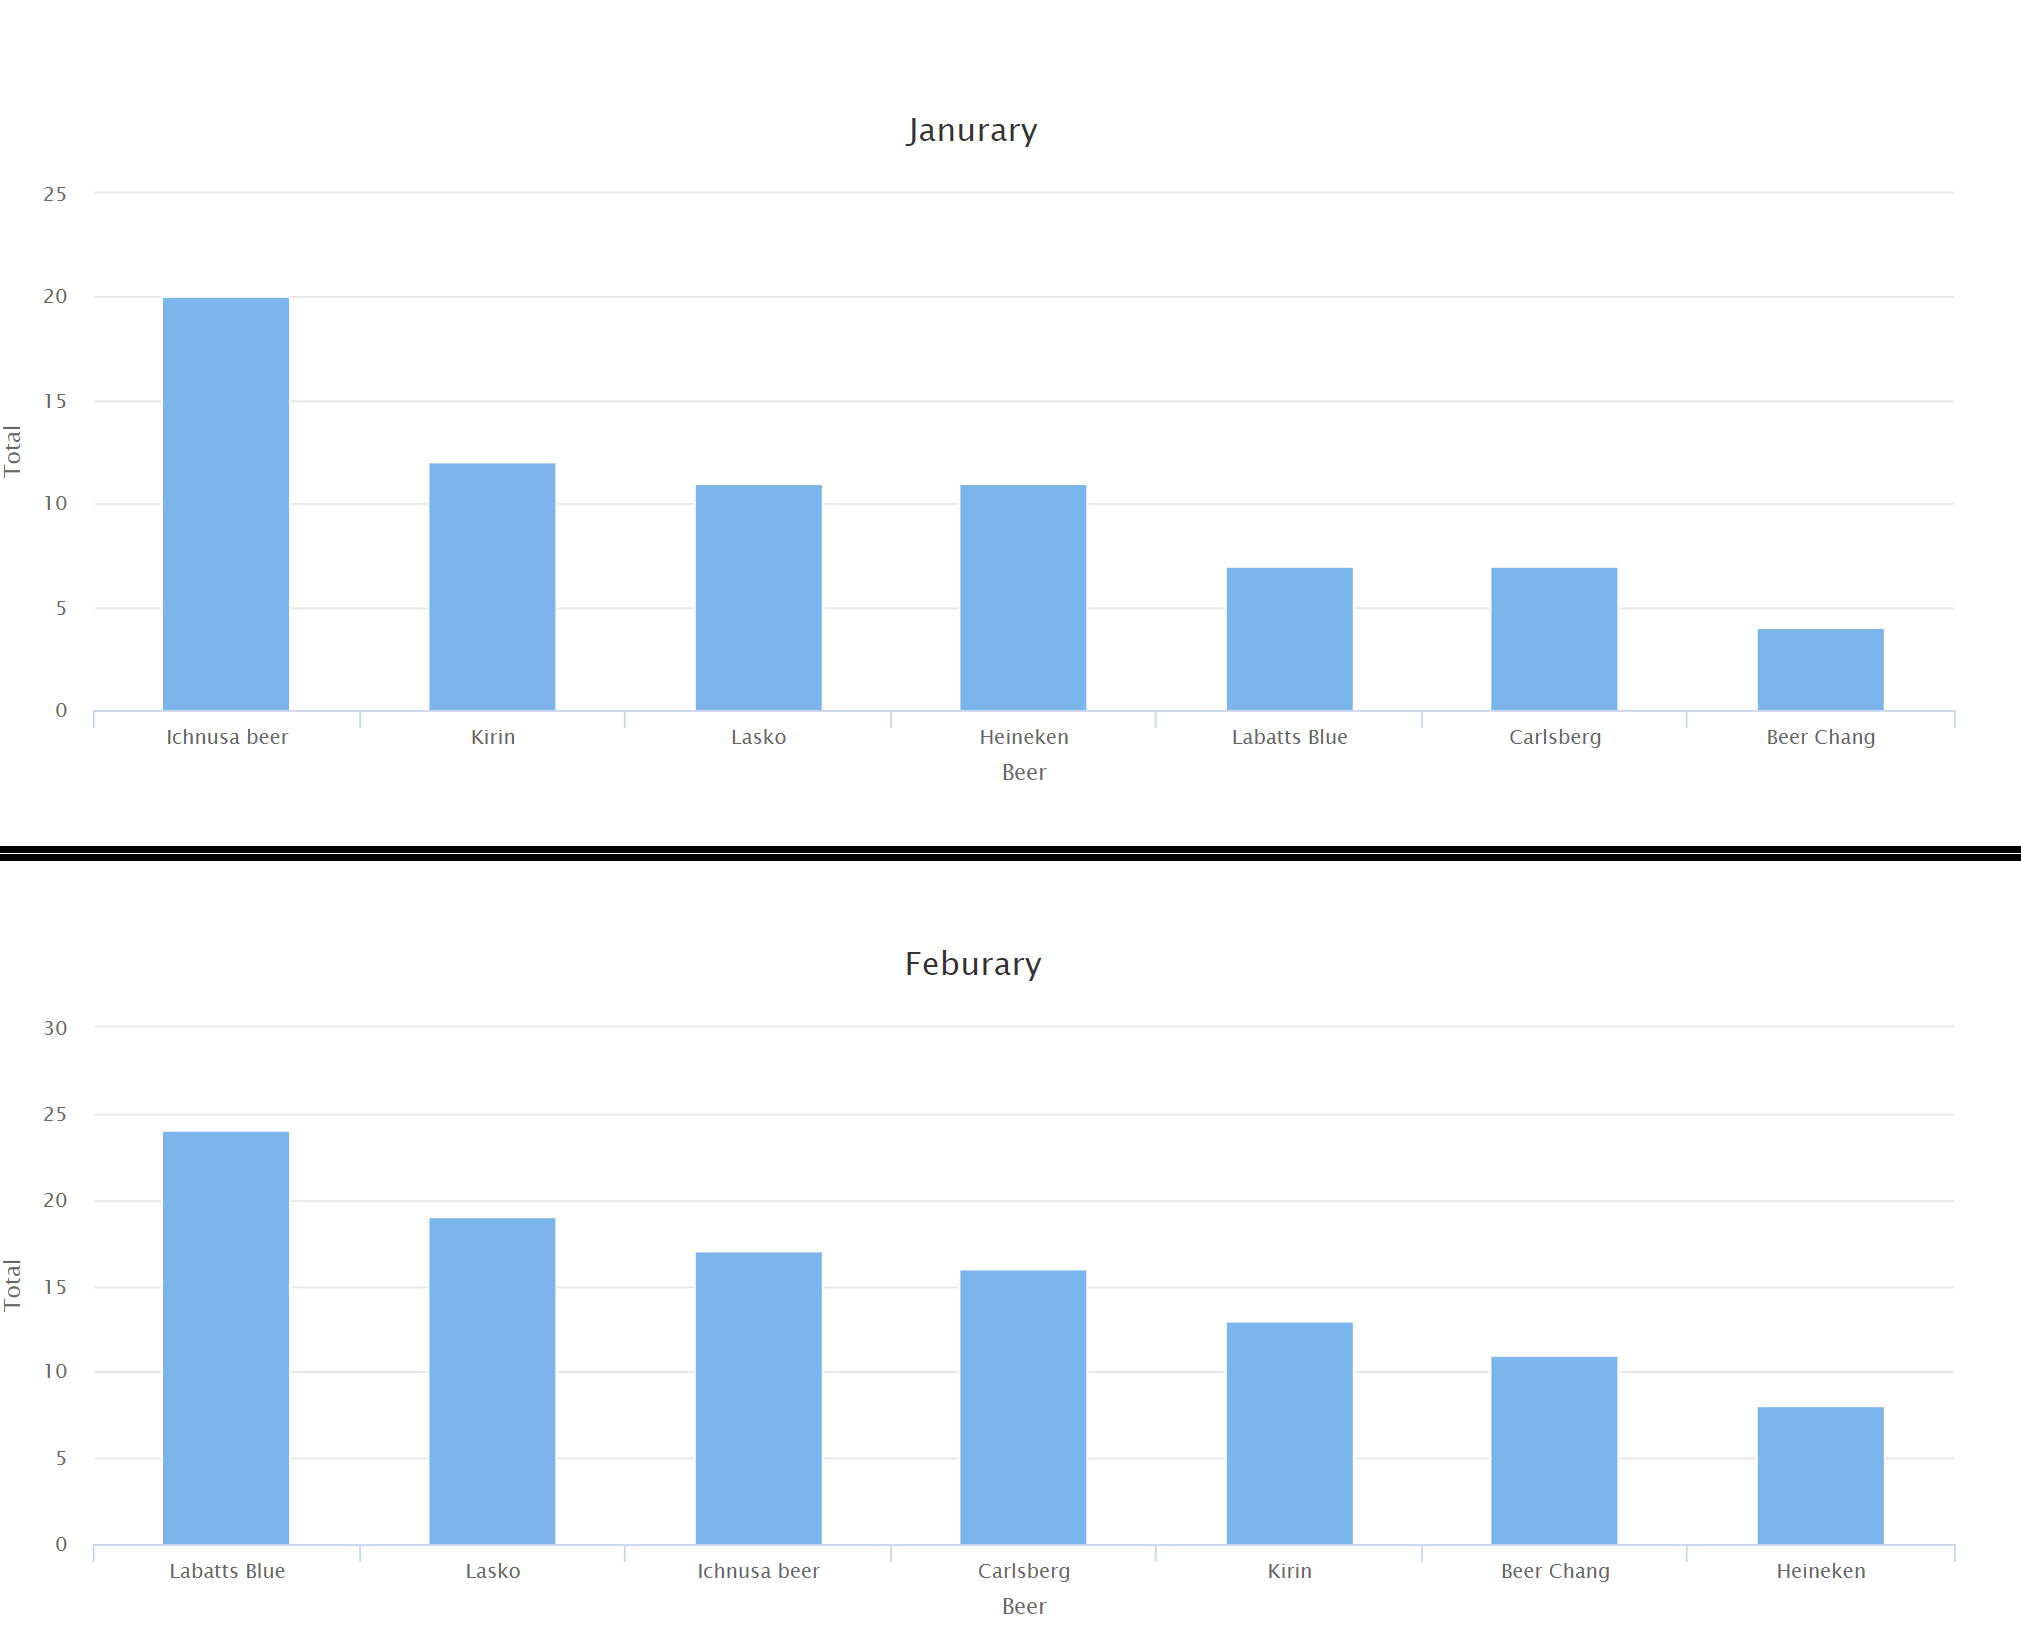 Janurary
25
20
15
10
5
0
Total
Ichnusa beer Kirin Lasko Heineken Labatts Blue Carlsberg Beer Chang
Beer
Feburary
30
25
20
15
10
5
0
Total
Labatts Blue Lasko Ichnusa beer Carlsberg Kirin Beer Chang Heineken
Beer